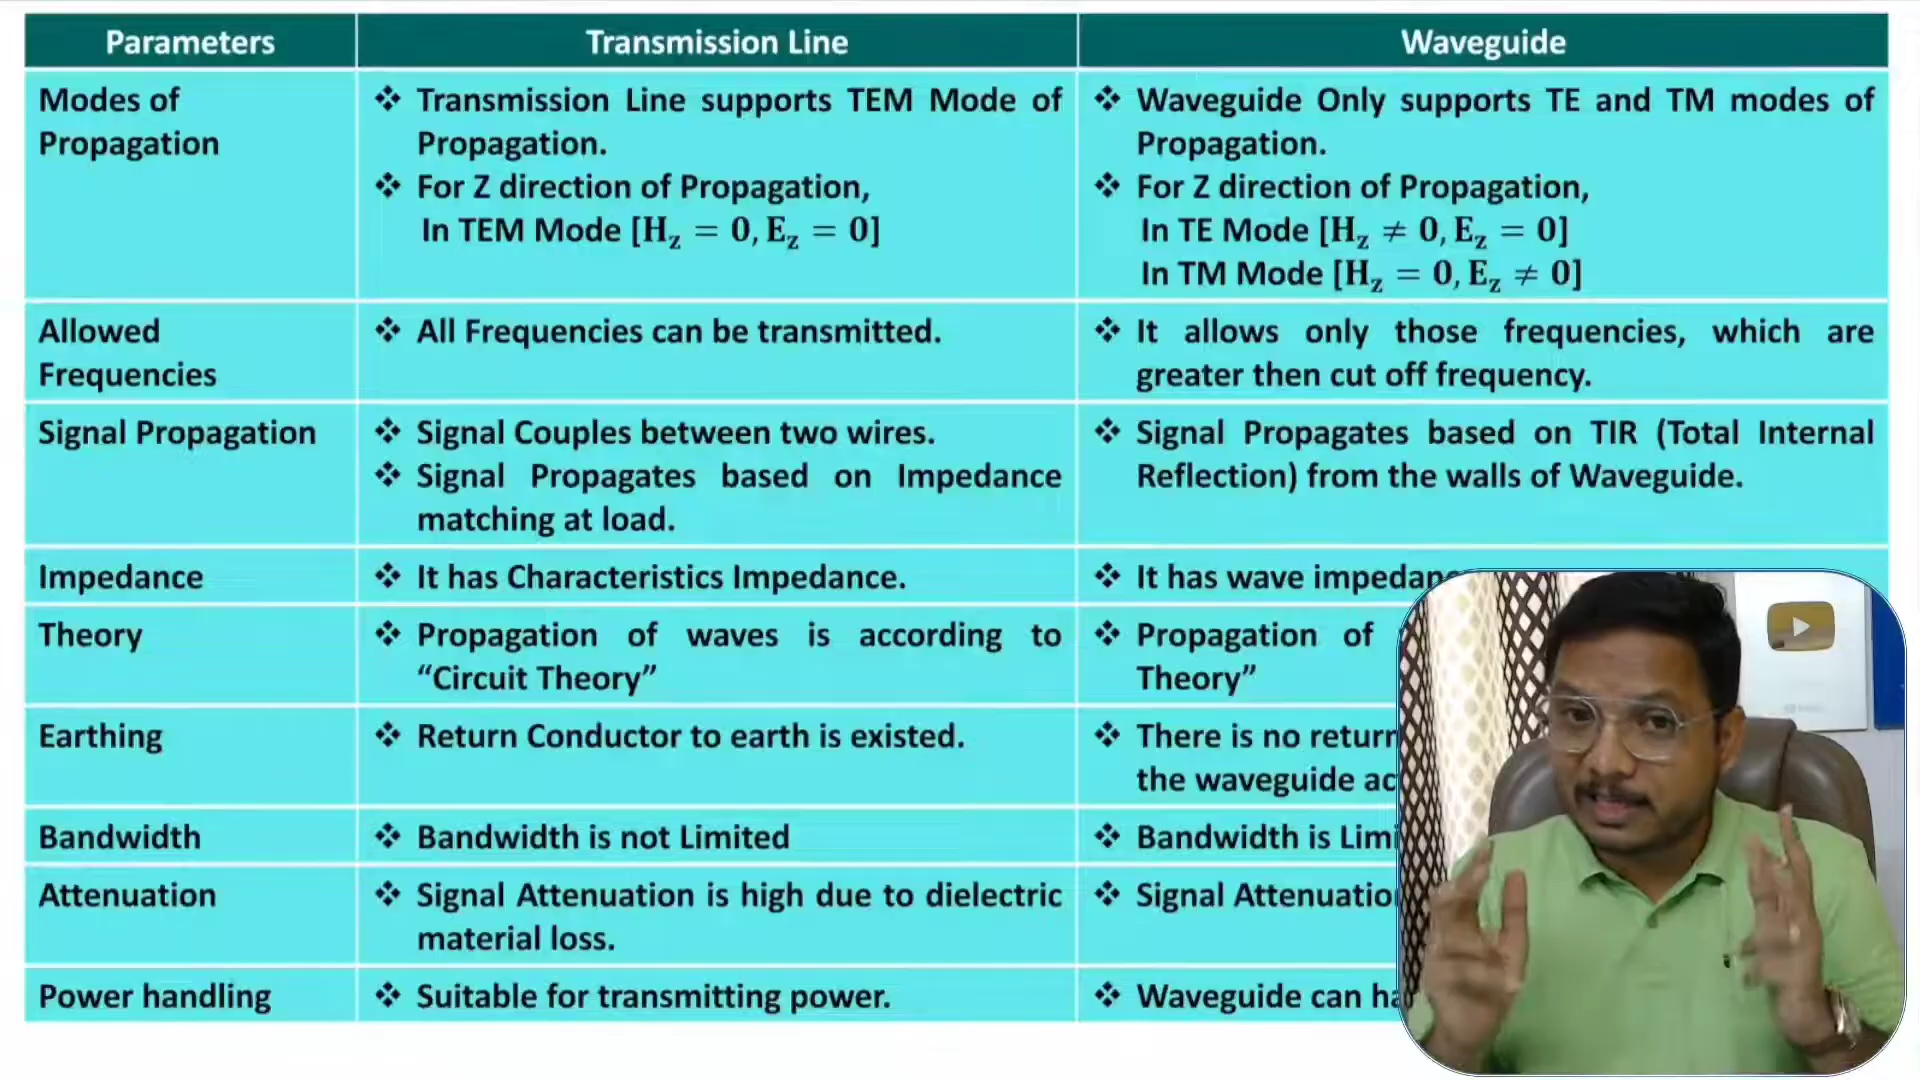 Parameters
Transmission Line
Waveguide
Modes of
Propagation
❖ Transmission Line supports TEM Mode of
Propagation.
❖ For Z direction of Propagation,
In TEM Mode [H_z = 0, E_z = 0]
❖ Waveguide Only supports TE and TM modes of
Propagation.
❖ For Z direction of Propagation,
In TE Mode [H_z ≠ 0, E_z = 0]
In TM Mode [H_z = 0, E_z ≠ 0]
Allowed
Frequencies
❖ All Frequencies can be transmitted.
❖ It allows only those frequencies, which are
greater then cut off frequency.
Signal Propagation
❖ Signal Couples between two wires.
❖ Signal Propagates based on Impedance
matching at load.
❖ Signal Propagates based on TIR (Total Internal
Reflection) from the walls of Waveguide.
Impedance
❖ It has Characteristics Impedance.
❖ It has wave
Theory
❖ Propagation of waves is according to
“Circuit Theory”
❖ Propagation of
Theory”
Earthing
❖ Return Conductor to earth is existed.
❖ There is no return
the waveguide
Bandwidth
❖ Bandwidth is not Limited
❖ Bandwidth is
Attenuation
❖ Signal Attenuation is high due to dielectric
material loss.
❖ Signal
Power handling
❖ Suitable for transmitting power.
❖ Waveguide can